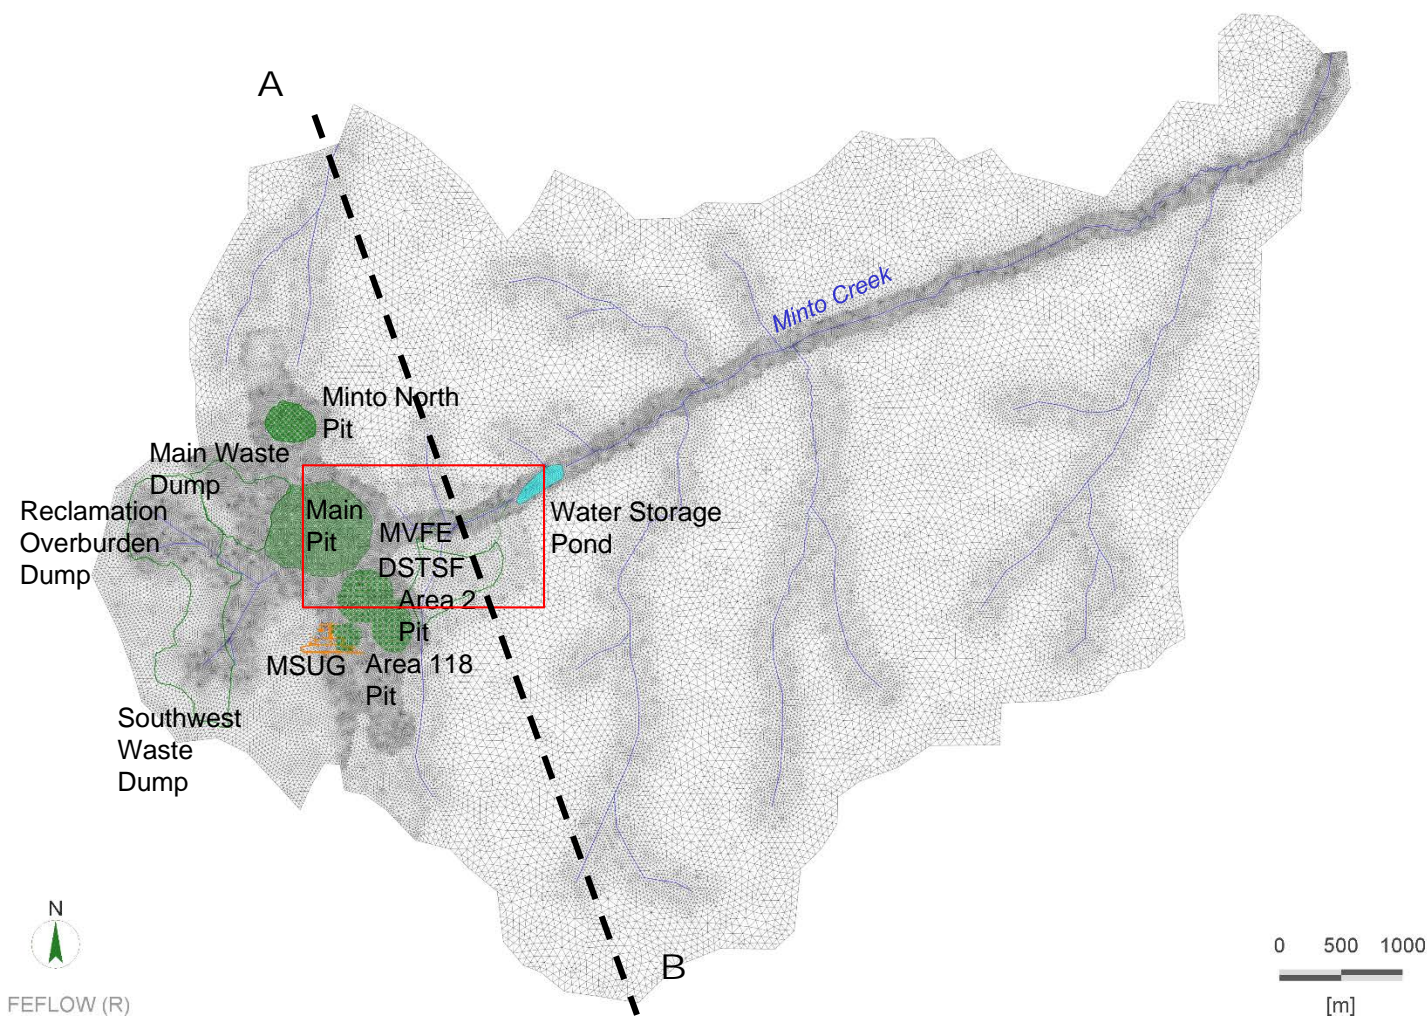 A
Minto Creek
Minto North
Pit
Main Waste
Dump
Reclamation
Overburden
Dump
Main
Pit
MVFE
Water Storage
Pond
DSTSF
Area 2
Pit
MSUG
Area 118
Pit
Southwest
Waste
Dump
B
N
FEFLOW (R)
0 500 1000
[m]